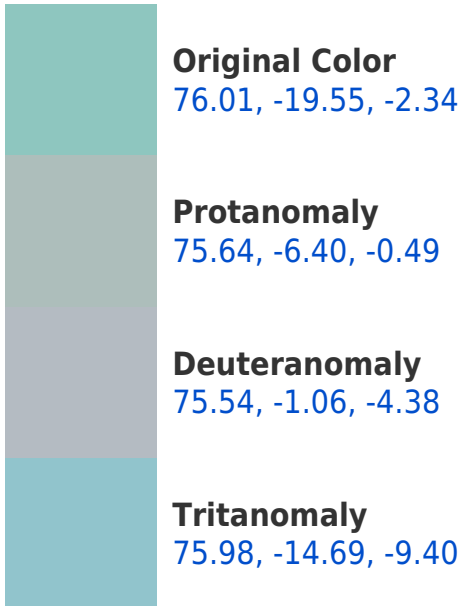 Original Color
76.01, -19.55, -2.34
Protanomaly
75.64, -6.40, -0.49
Deuteranomaly
75.54, -1.06, -4.38
Tritanomaly
75.98, -14.69, -9.40